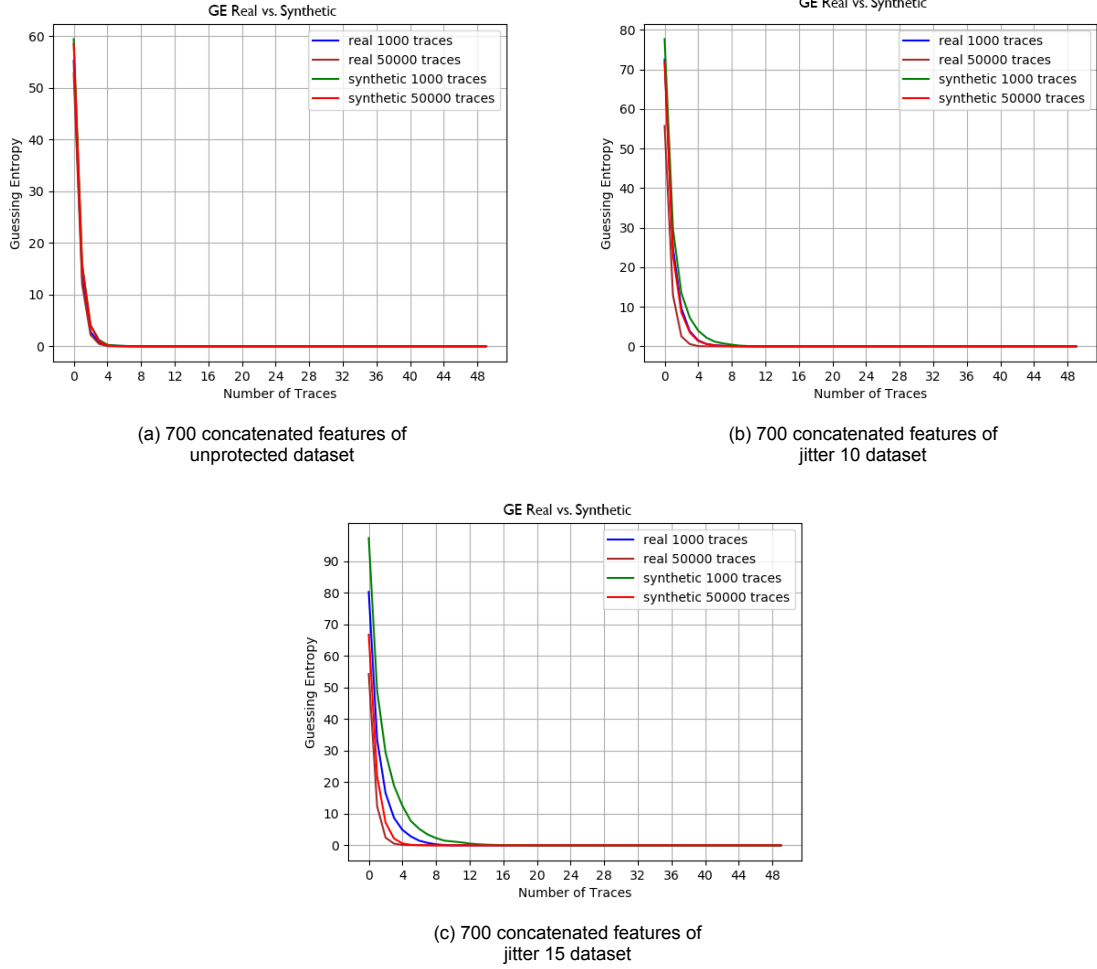 GE Real vs. Synthetic
60
50
40
30
20
10
0
Guessing Entropy
real 1000 traces
real 50000 traces
synthetic 1000 traces
synthetic 50000 traces
0 4 8 12 16 20 24 28 32 36 40 44 48
Number of Traces
(a) 700 concatenated features of
unprotected dataset
GE Real vs. Synthetic
80
70
60
50
40
30
20
10
0
Guessing Entropy
real 1000 traces
real 50000 traces
synthetic 1000 traces
synthetic 50000 traces
0 4 8 12 16 20 24 28 32 36 40 44 48
Number of Traces
(b) 700 concatenated features of
jitter 10 dataset
GE Real vs. Synthetic
90
80
70
60
50
40
30
20
10
0
Guessing Entropy
real 1000 traces
real 50000 traces
synthetic 1000 traces
synthetic 50000 traces
0 4 8 12 16 20 24 28 32 36 40 44 48
Number of Traces
(c) 700 concatenated features of
jitter 15 dataset